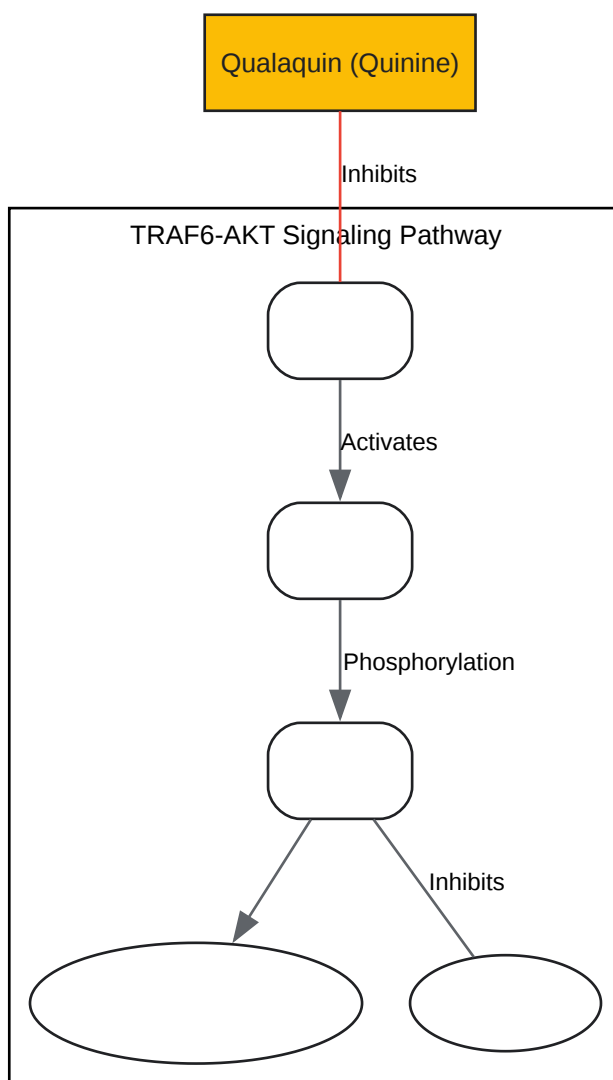 Qualaquin (Quinine)
Inhibits
TRAF6-AKT Signaling Pathway
Activates
Phosphorylation
Inhibits